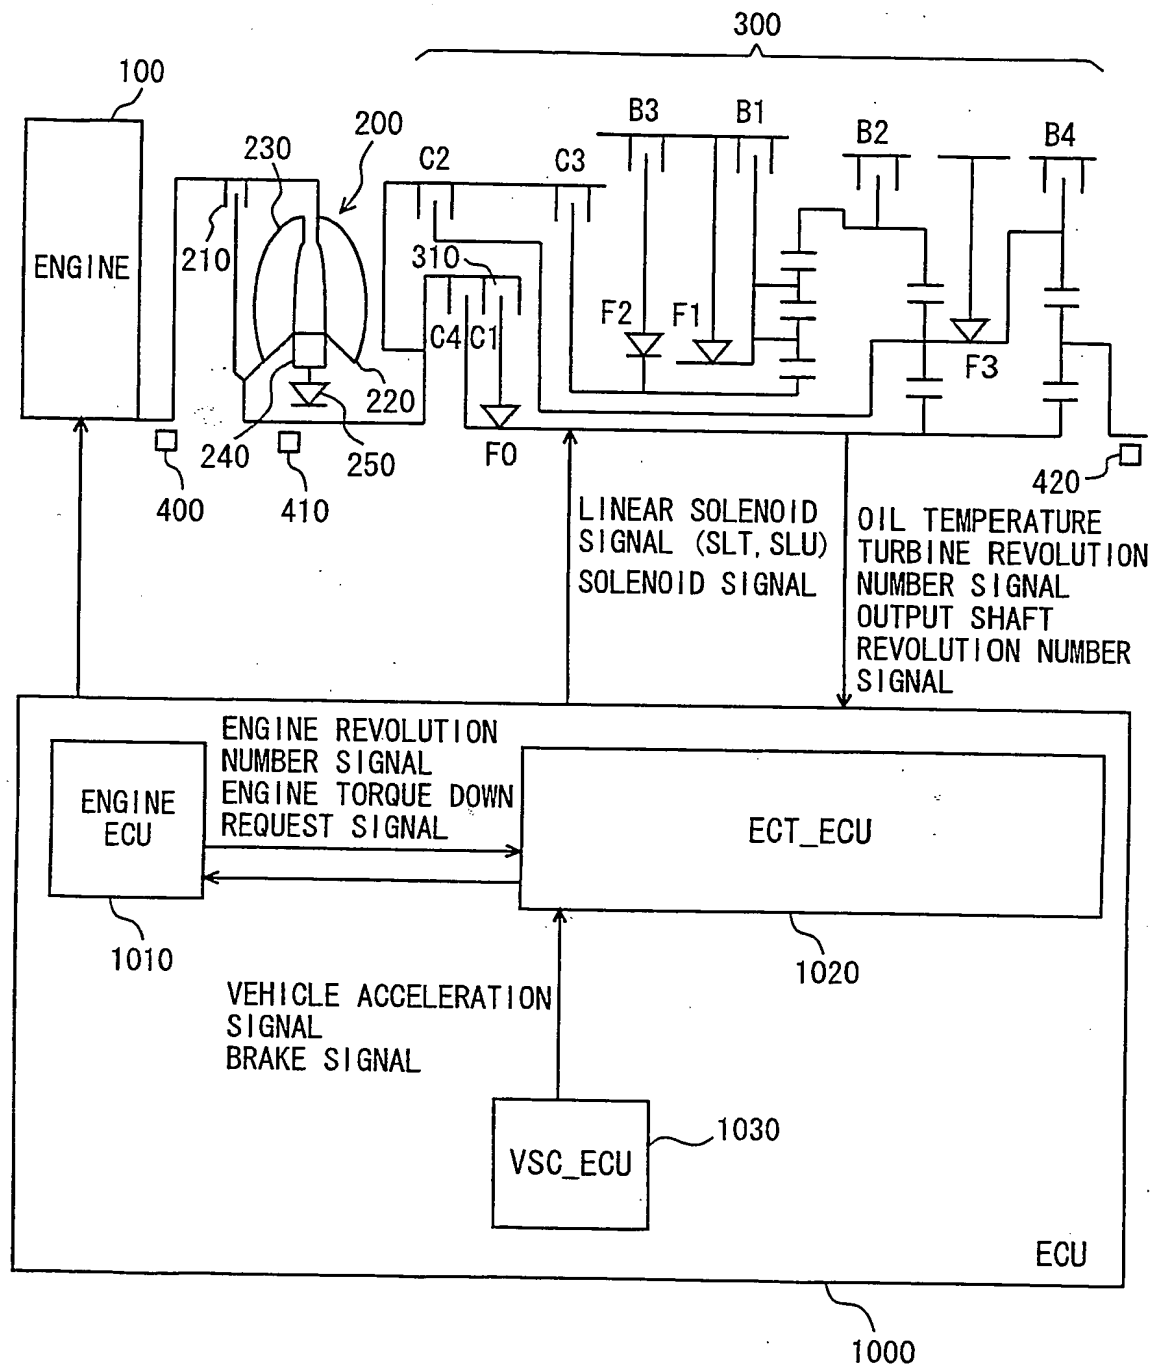 300
100
B3
B1
B2
B4
200
230
C2
C3
210
310
ENGINE
F2
F1
C4
C1
F3
220
240
250
F0
400
410
420
LINEAR SOLENOID
SIGNAL (SLT, SLU)
SOLENOID SIGNAL
OIL TEMPERATURE
TURBINE REVOLUTION
NUMBER SIGNAL
OUTPUT SHAFT
REVOLUTION NUMBER
SIGNAL
ENGINE REVOLUTION
NUMBER SIGNAL
ENGINE TORQUE DOWN
REQUEST SIGNAL
ENGINE
ECU
ECT_ECU
1010
1020
VEHICLE ACCELERATION
SIGNAL
BRAKE SIGNAL
1030
VSC_ECU
ECU
1000